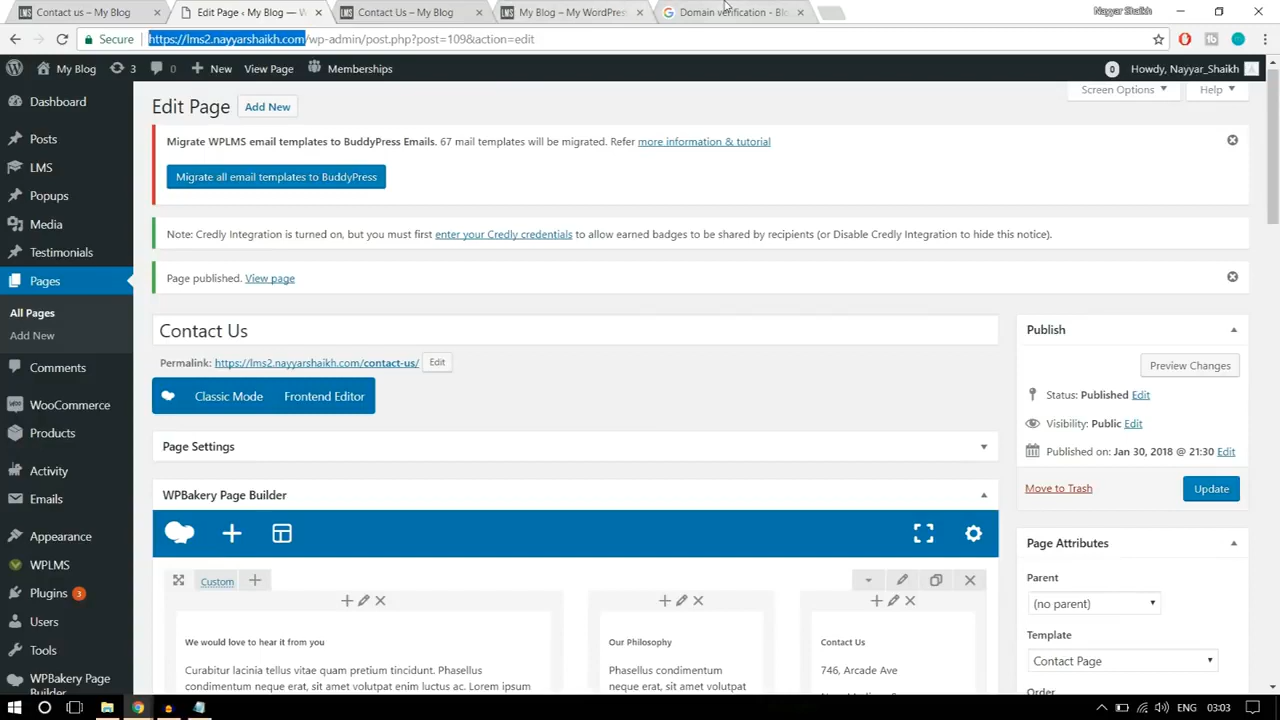 Contact us – My Blog
Edit Page ‹ My Blog — W
Contact Us – My Blog
My Blog – My WordPres
Domain verification - Blo
Nayyar Shaikh
Secure
https://lms2.nayyarshaikh.com/wp-admin/post.php?post=109&action=edit
My Blog
3
0
New
View Page
Memberships
0
Howdy, Nayyar_Shaikh
Dashboard
Posts
LMS
Popups
Media
Testimonials
Pages
All Pages
Add New
Comments
WooCommerce
Products
Activity
Emails
Appearance
WPLMS
Plugins 3
Users
Tools
WPBakery Page
Builder
Screen Options
Help
Edit Page
Add New
Migrate WPLMS email templates to BuddyPress Emails. 67 mail templates will be migrated. Refer more information & tutorial
Migrate all email templates to BuddyPress
Note: Credly Integration is turned on, but you must first enter your Credly credentials to allow earned badges to be shared by recipients (or Disable Credly Integration to hide this notice).
Page published. View page
Contact Us
Permalink: https://lms2.nayyarshaikh.com/contact-us/ Edit
Classic Mode
Frontend Editor
Page Settings
WPBakery Page Builder
Custom
We would love to hear it from you
Curabitur lacinia tellus vitae quam pretium tincidunt. Phasellus
condimentum neque erat, sit amet volutpat enim luctus ac. Lorem ipsum
Our Philosophy
Phasellus condimentum
neque erat, sit amet volutpat
Contact Us
746, Arcade Ave
Publish
Preview Changes
Status: Published Edit
Visibility: Public Edit
Published on: Jan 30, 2018 @ 21:30 Edit
Move to Trash
Update
Page Attributes
Parent
(no parent)
Template
Contact Page
Order
ENG
03:03